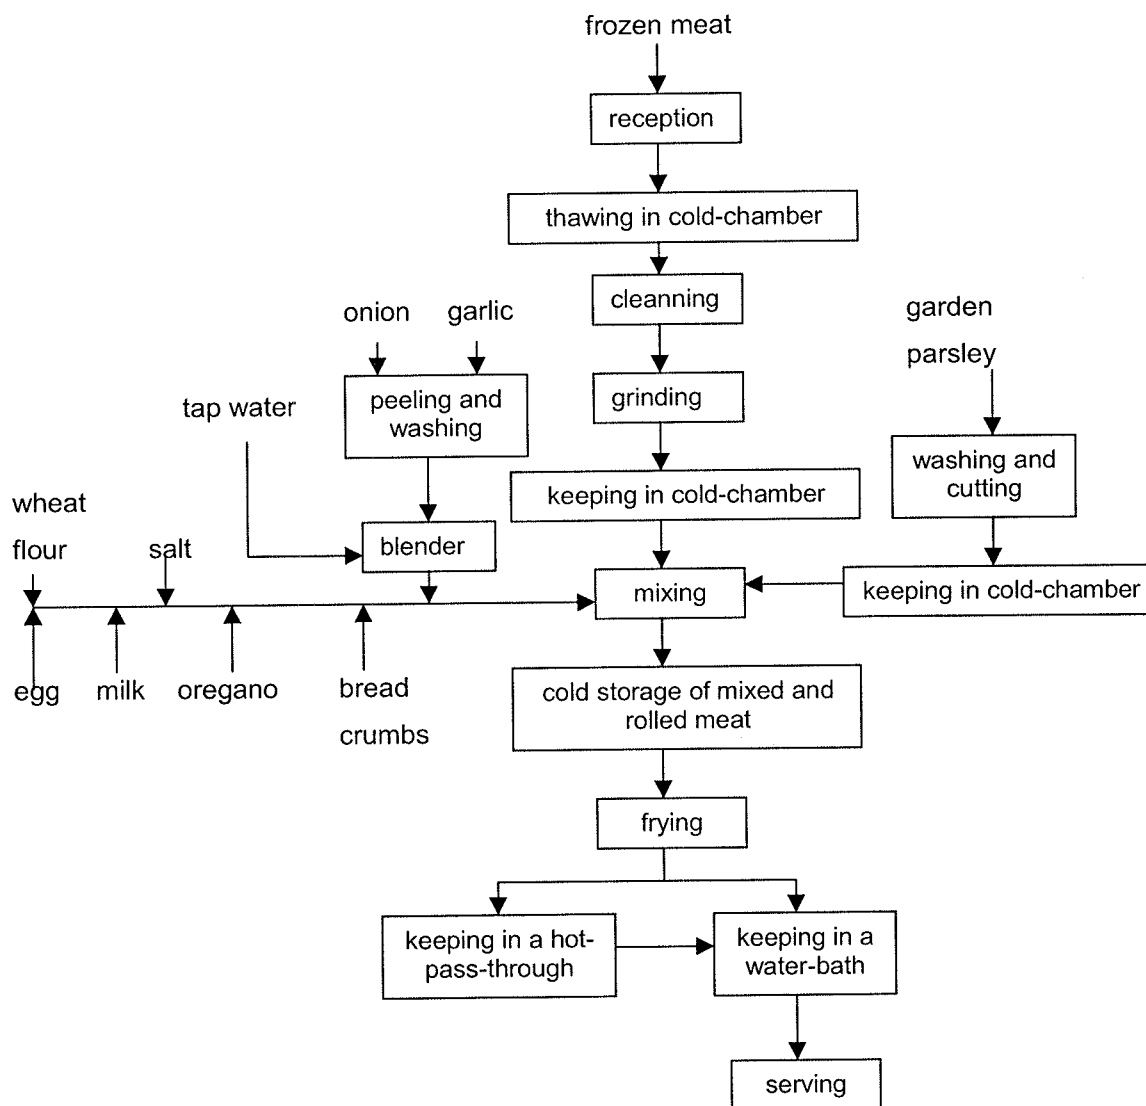 frozen meat
reception
thawing in cold-chamber
cleanning
onion
garlic
garden
parsley
grinding
tap water
peeling and
washing
washing and
cutting
keeping in cold-chamber
wheat
flour
salt
blender
mixing
keeping in cold-chamber
egg
milk
oregano
bread
crumbs
cold storage of mixed and
rolled meat
frying
keeping in a hot-
pass-through
keeping in a
water-bath
serving